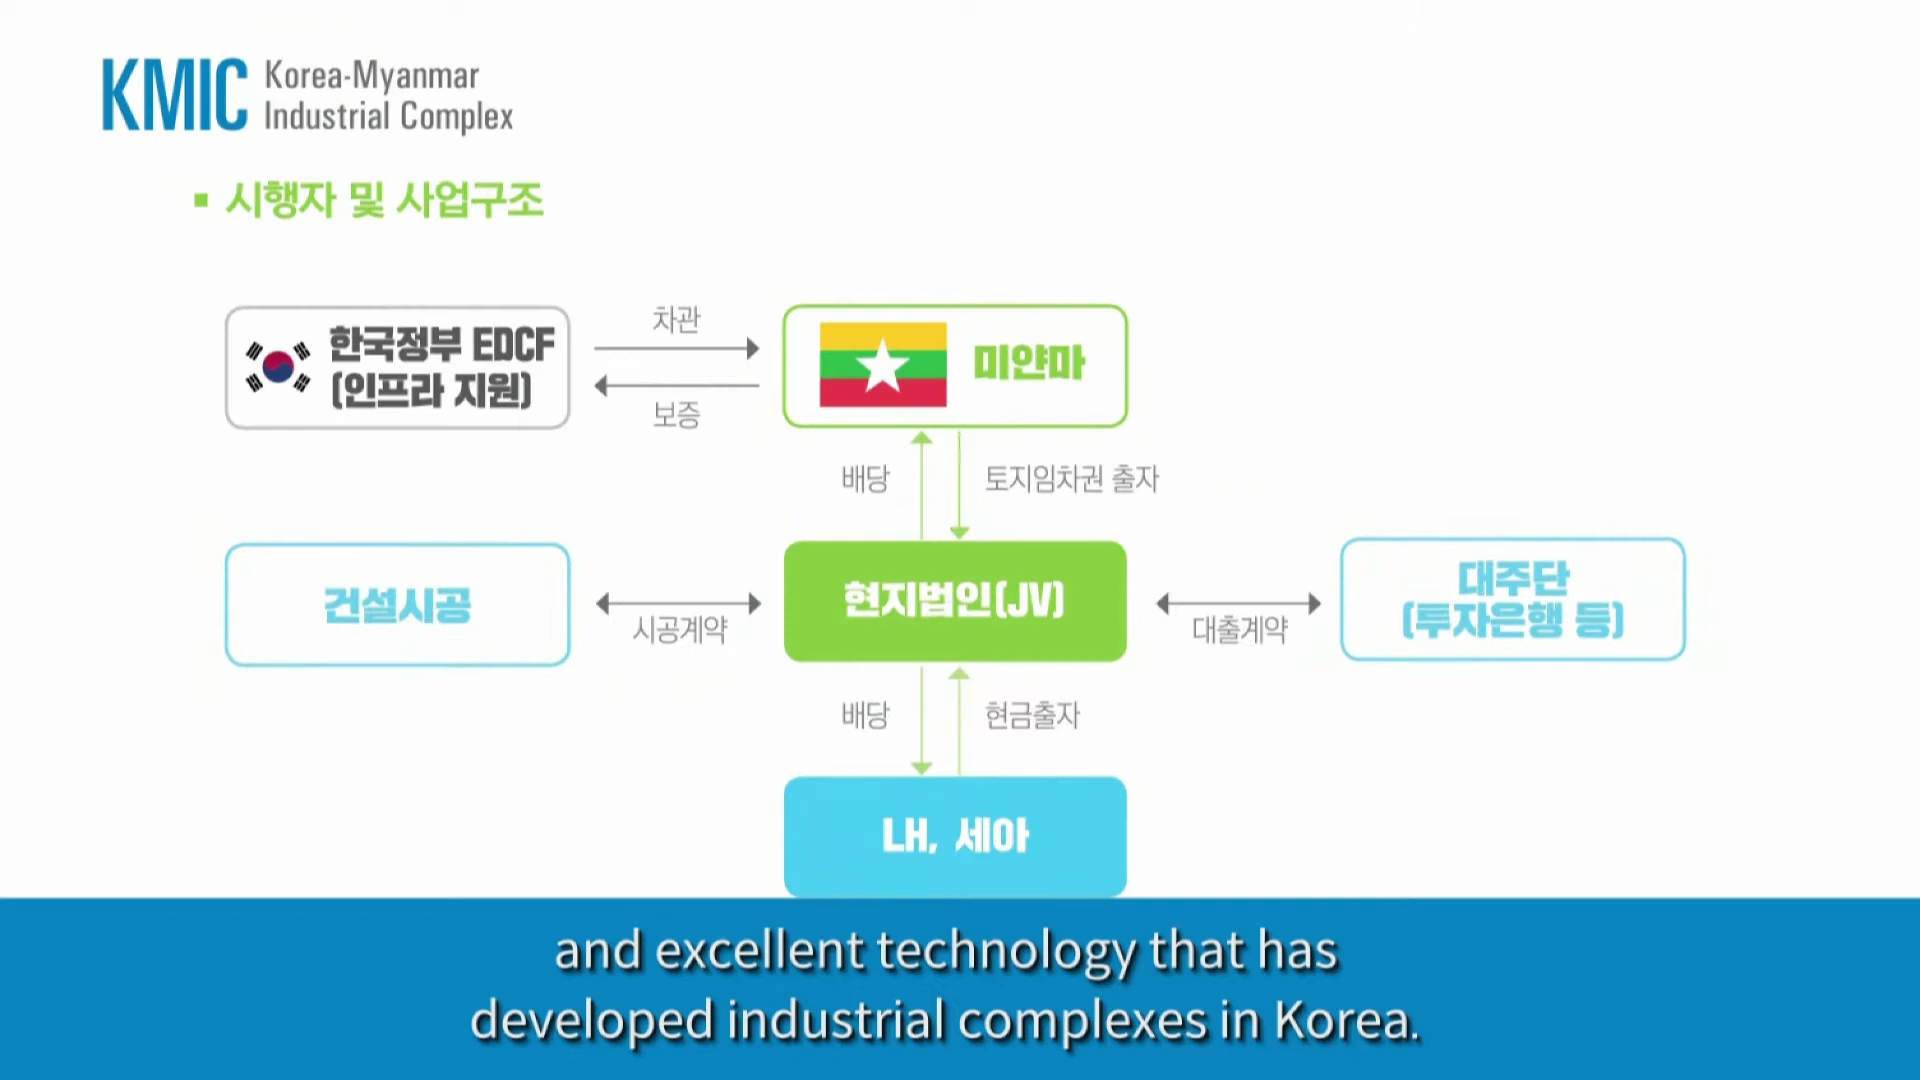 KMIC
Korea-Myanmar
Industrial Complex
시행자 및 사업구조
한국정부 EDCF
(인프라 지원)
차관
보증
미얀마
배당
토지임차권 출자
건설시공
시공계약
현지법인(JV)
대출계약
대주단
(투자은행 등)
배당
현금출자
LH, 세아
and excellent technology that has
developed industrial complexes in Korea.